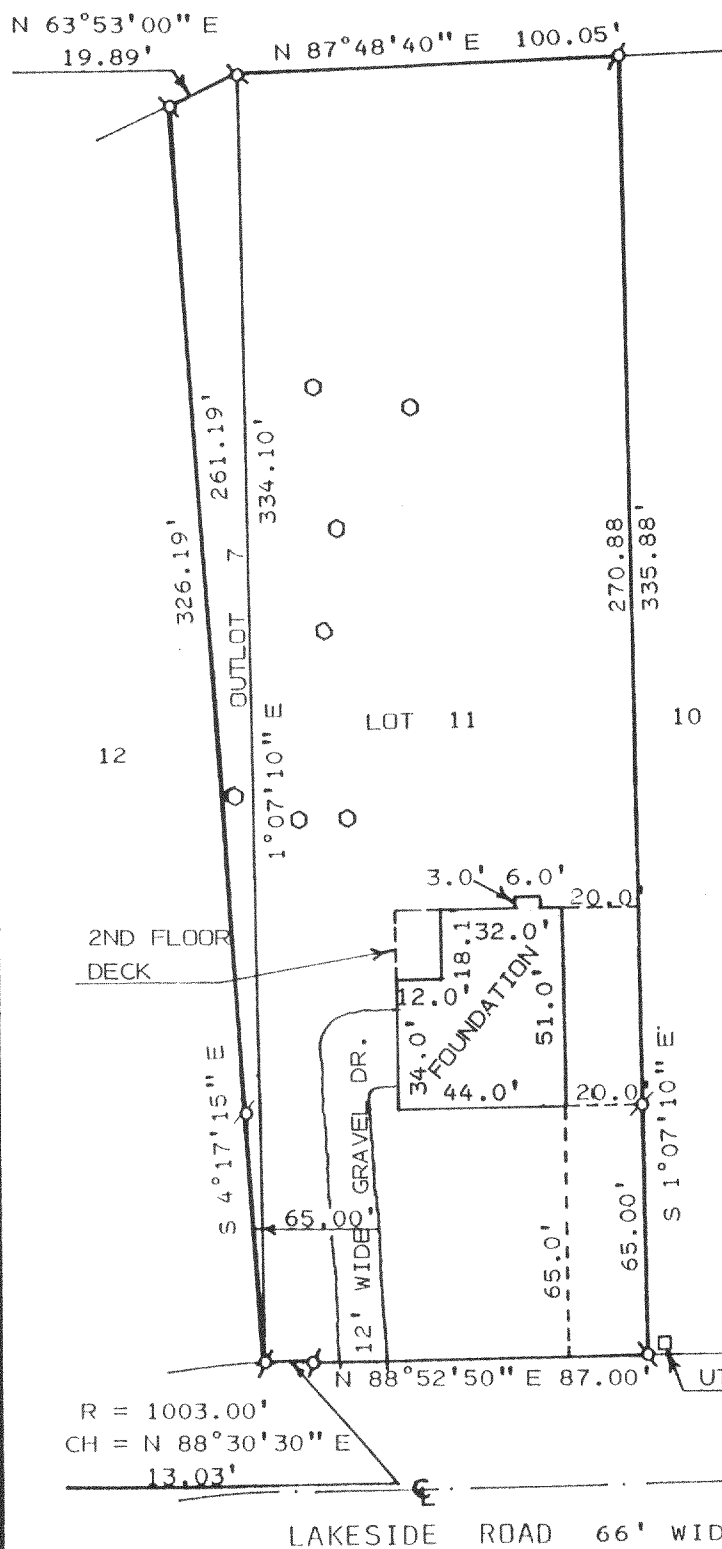 N 63°53'00" E
19.89'
N 87°48'40" E 100.05'
326.19'
261.19'
OUTLOT 7
334.10'
1°07'10" E
270.88
335.88'
LOT 11
10
12
3.0' 6.0'
20.0'
2ND FLOOR
DECK
32.0'
18.1
12.0'
FOUNDATION
51.0'
34.0'
44.0'
20.0'
S 4°17'15" E
65.00'
12' WIDE GRAVEL DR.
65.0'
65.00'
S 1°07'10" E
N 88°52'50" E 87.00'
UT
R = 1003.00'
CH = N 88°30'30" E
13.03'
CL
LAKESIDE ROAD 66' WID